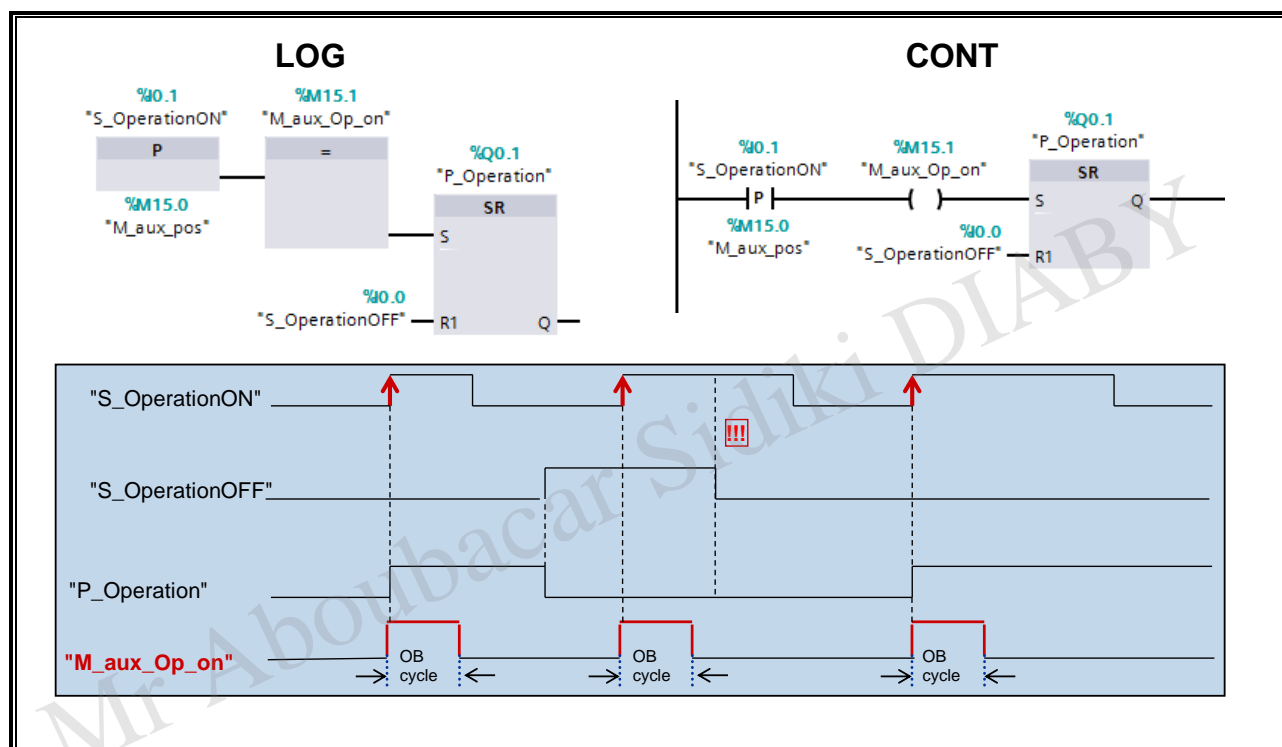 LOG
%I0.1
"S_OperationON"
P
%M15.0
"M_aux_pos"
%M15.1
"M_aux_Op_on"
=
%Q0.1
"P_Operation"
SR
S
%I0.0
"S_OperationOFF"
R1
Q
CONT
%I0.1
"S_OperationON"
P
%M15.0
"M_aux_pos"
%M15.1
"M_aux_Op_on"
( )
%Q0.1
"P_Operation"
SR
S
Q
%I0.0
"S_OperationOFF"
R1
"S_OperationON"
!!!
"S_OperationOFF"
"P_Operation"
"M_aux_Op_on"
OB
cycle
OB
cycle
OB
cycle
Mr Aboubacar Sidiki DIABY